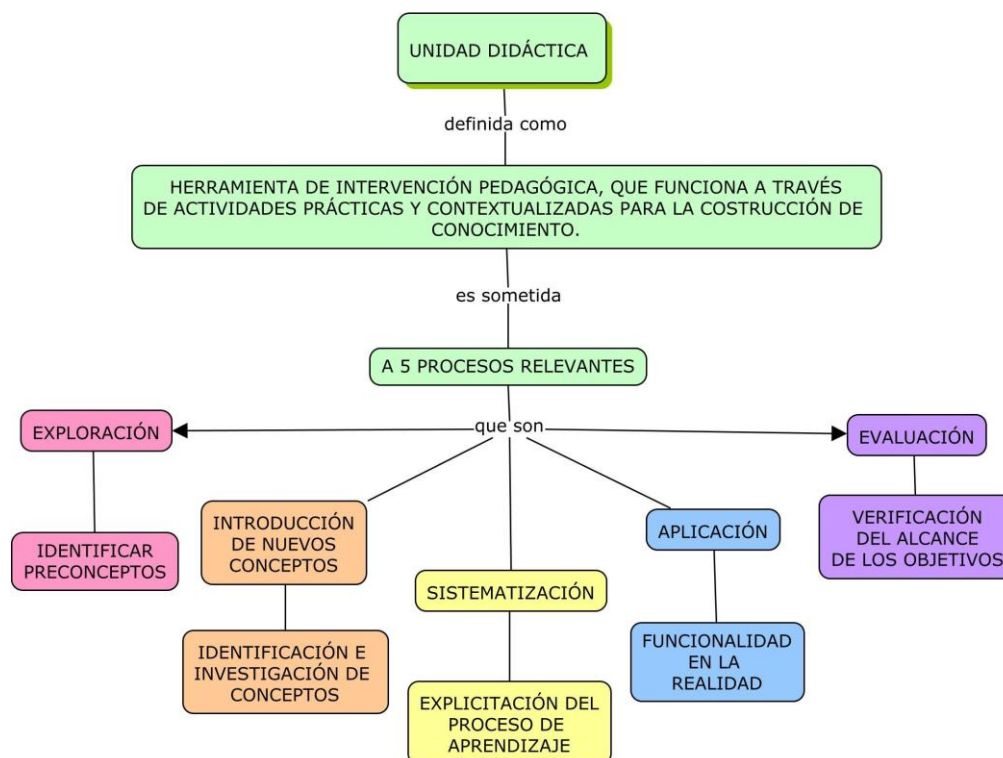 UNIDAD DIDÁCTICA
definida como
HERRAMIENTA DE INTERVENCIÓN PEDAGÓGICA, QUE FUNCIONA A TRAVÉS
DE ACTIVIDADES PRÁCTICAS Y CONTEXTUALIZADAS PARA LA COSTRUCCIÓN DE
CONOCIMIENTO.
es sometida
A 5 PROCESOS RELEVANTES
que son
EXPLORACIÓN
IDENTIFICAR
PRECONCEPTOS
INTRODUCCIÓN
DE NUEVOS
CONCEPTOS
IDENTIFICACIÓN E
INVESTIGACIÓN DE
CONCEPTOS
SISTEMATIZACIÓN
EXPLICITACIÓN DEL
PROCESO DE
APRENDIZAJE
APLICACIÓN
FUNCIONALIDAD
EN LA
REALIDAD
EVALUACIÓN
VERIFICACIÓN
DEL ALCANCE
DE LOS OBJETIVOS